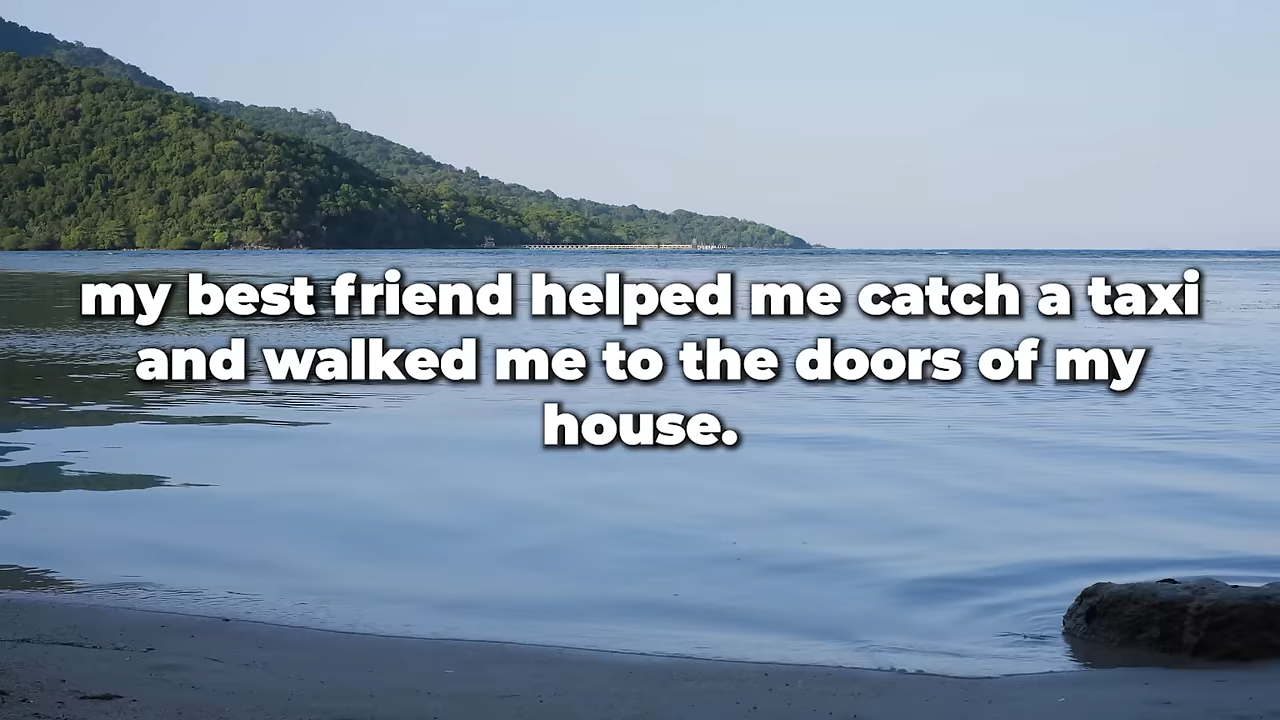 my best friend helped me catch a taxi
and walked me to the doors of my
house.